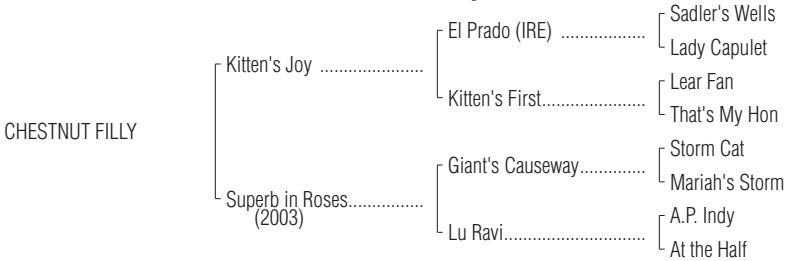 Sadler's Wells
El Prado (IRE) ..................
Lady Capulet
Kitten's Joy ......................
Lear Fan
Kitten's First......................
That's My Hon
CHESTNUT FILLY
Storm Cat
Giant's Causeway..............
Mariah's Storm
Superb in Roses................
(2003)
A.P. Indy
Lu Ravi..............................
At the Half